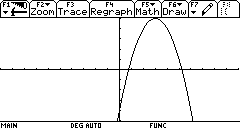 F1 F2 F3 F4 F5 F6 F7
Zoom Trace Regraph Math Draw
MAIN DEG AUTO FUNC